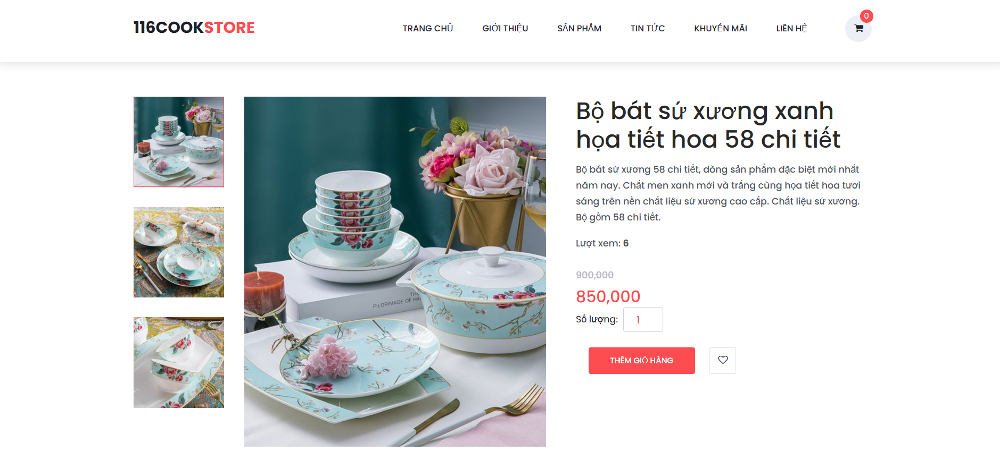 116COOKSTORE
TRANG CHỦ
GIỚI THIỆU
SẢN PHẨM
TIN TỨC
KHUYẾN MÃI
LIÊN HỆ
0
Bộ bát sứ xương xanh
họa tiết hoa 58 chi tiết
Bộ bát sứ xương 58 chi tiết, dòng sản phẩm đặc biệt mới nhất
năm nay. Chất men xanh mới và trắng cùng họa tiết hoa tươi
sáng trên nền chất liệu sứ xương cao cấp. Chất liệu sứ xương.
Bộ gồm 58 chi tiết.
Lượt xem: 6
900,000
850,000
Số lượng: 1
THÊM GIỎ HÀNG
PILGRIMAGE OF